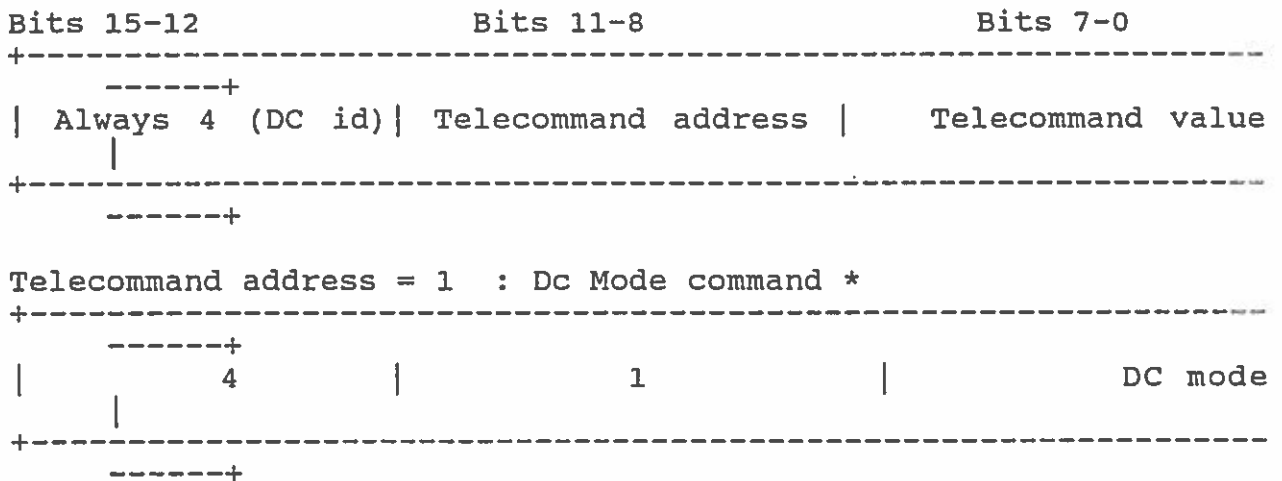 Bits 15-12 Bits 11-8 Bits 7-0
+---------------------------------------------------------------
------+
| Always 4 (DC id)| Telecommand address | Telecommand value
|
+---------------------------------------------------------------
------+
Telecommand address = 1 : Dc Mode command *
+---------------------------------------------------------------
------+
| 4 | 1 | DC mode
|
+---------------------------------------------------------------
------+